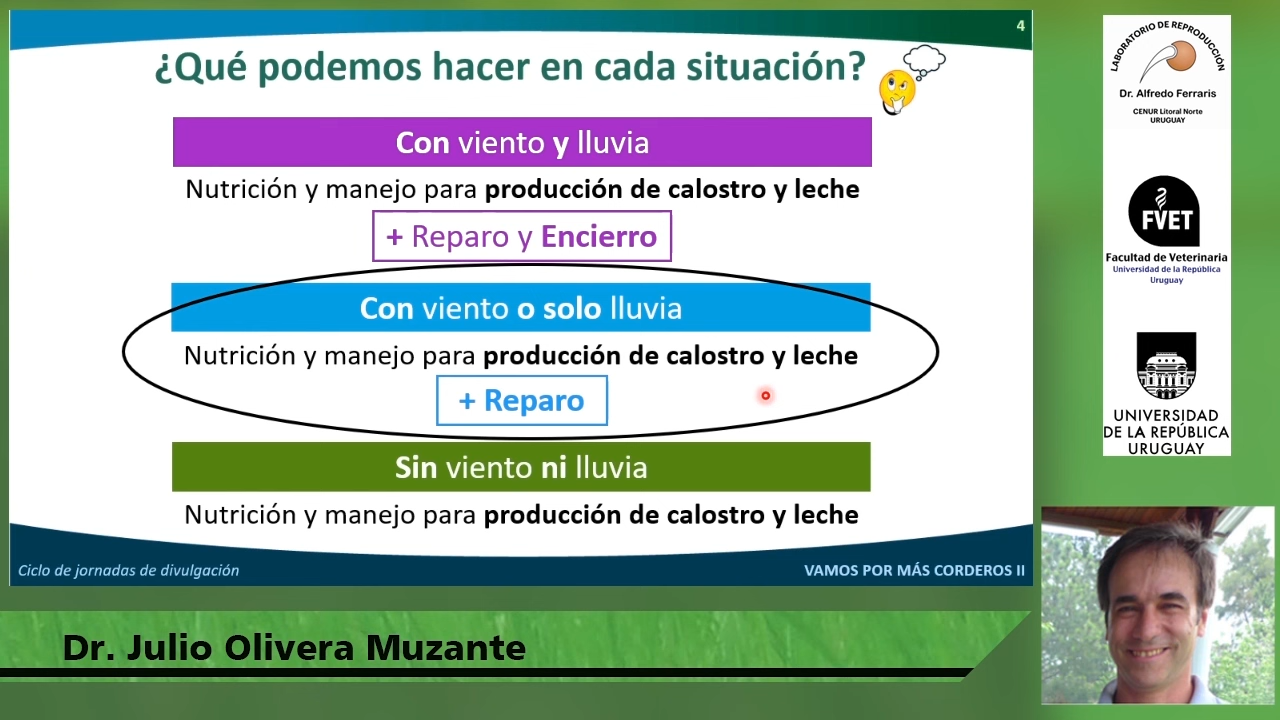 4
¿Qué podemos hacer en cada situación?
Con viento y lluvia
Nutrición y manejo para producción de calostro y leche
+ Reparo y Encierro
Con viento o solo lluvia
Nutrición y manejo para producción de calostro y leche
+ Reparo
Sin viento ni lluvia
Nutrición y manejo para producción de calostro y leche
Ciclo de jornadas de divulgación
VAMOS POR MÁS CORDEROS II
Dr. Julio Olivera Muzante
LABORATORIO DE REPRODUCCIÓN
Dr. Alfredo Ferraris
CENUR Litoral Norte
URUGUAY
FVET
Facultad de Veterinaria
Universidad de la República
Uruguay
UNIVERSIDAD
DE LA REPÚBLICA
URUGUAY